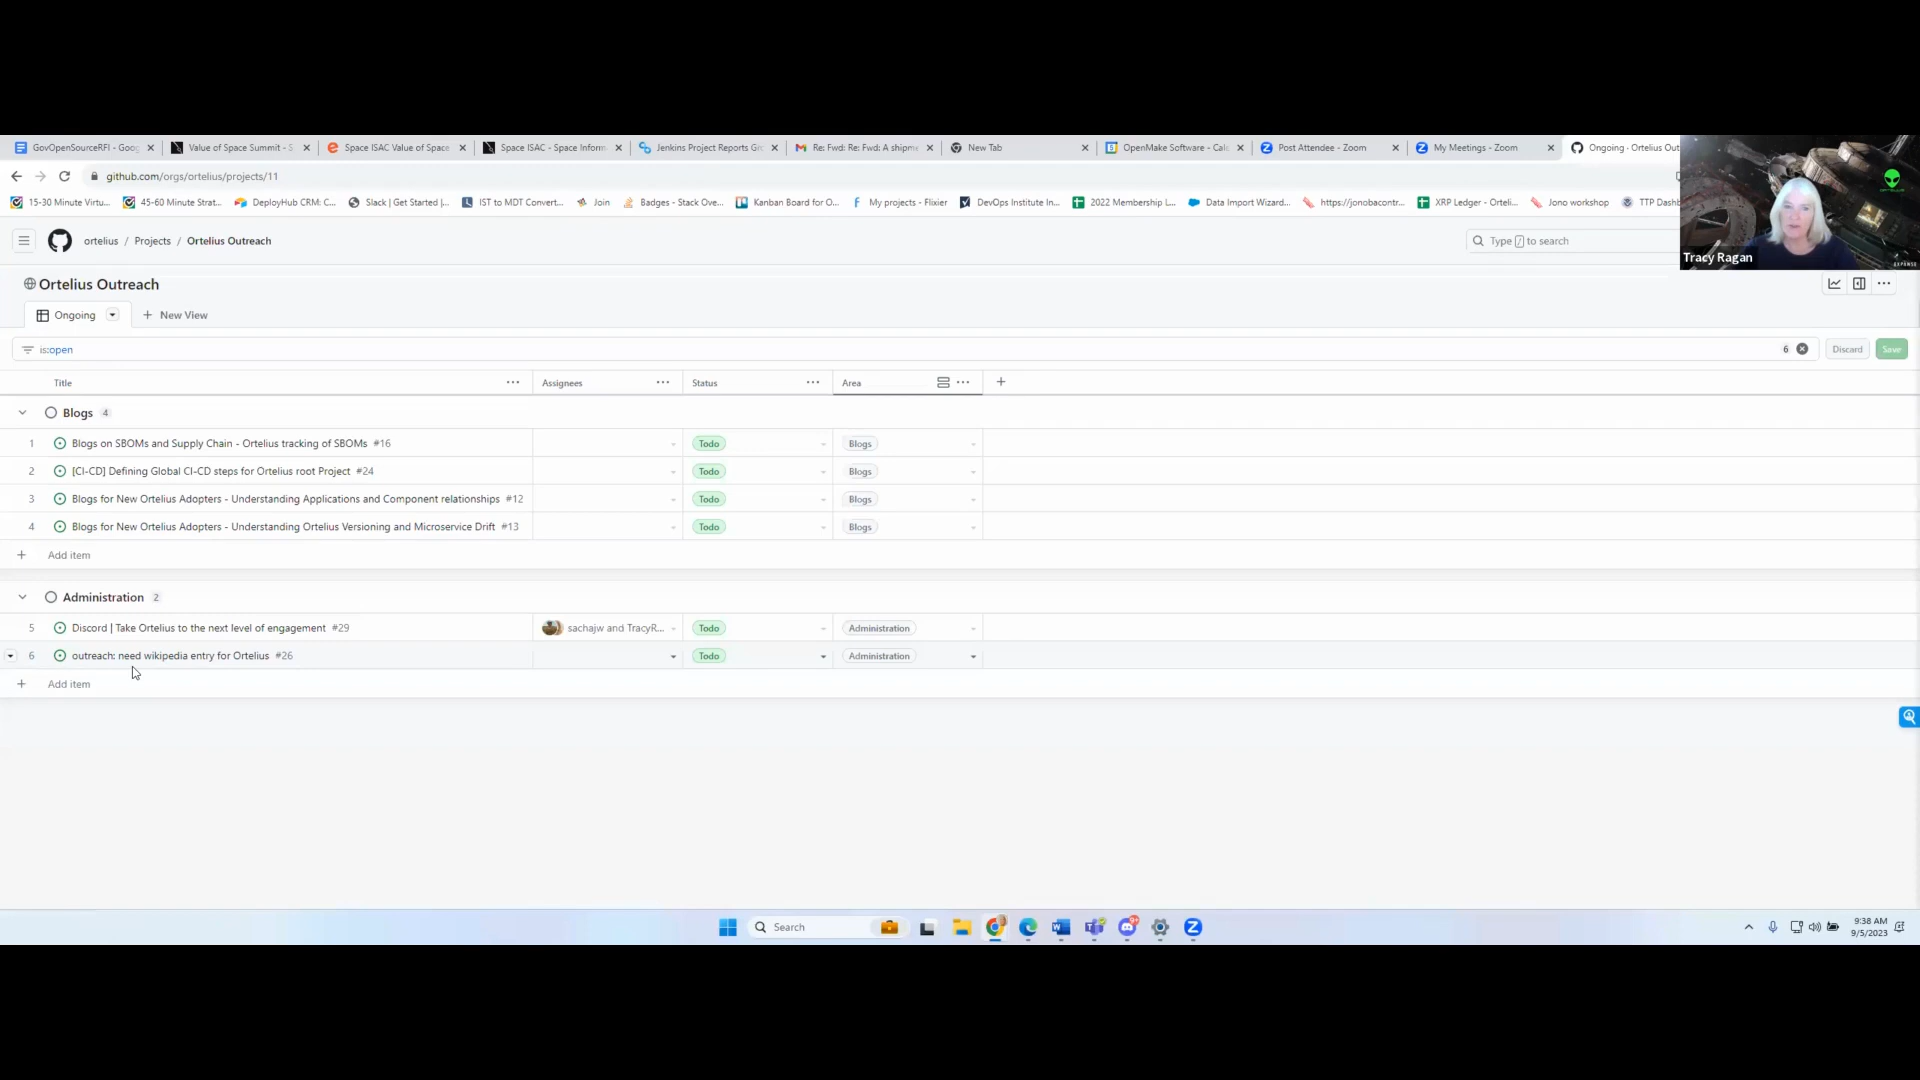 GovOpenSourceRFI - Goog
Value of Space Summit - S
Space ISAC Value of Space
Space ISAC - Space Inform
Jenkins Project Reports Gr
Re: Fwd: Re: Fwd: A shipme
New Tab
OpenMake Software - Cale
Post Attendee - Zoom
My Meetings - Zoom
Ongoing · Ortelius Out
github.com/orgs/ortelius/projects/11
15-30 Minute Virtu...
45-60 Minute Strat...
DeployHub CRM: C...
Slack | Get Started |...
IST to MDT Convert...
Join
Badges - Stack Ove...
Kanban Board for O...
My projects - Flixier
DevOps Institute In...
2022 Membership L...
Data Import Wizard...
https://jonobacontr...
XRP Ledger - Orteli...
Jono workshop
TTP Dashb
ortelius / Projects / Ortelius Outreach
Type / to search
Tracy Ragan
Ortelius Outreach
Ongoing
New View
is:open
6
Discard
Save
Title
Assignees
Status
Area
Blogs 4
1 Blogs on SBOMs and Supply Chain - Ortelius tracking of SBOMs #16 Todo Blogs
2 [CI-CD] Defining Global CI-CD steps for Ortelius root Project #24 Todo Blogs
3 Blogs for New Ortelius Adopters - Understanding Applications and Component relationships #12 Todo Blogs
4 Blogs for New Ortelius Adopters - Understanding Ortelius Versioning and Microservice Drift #13 Todo Blogs
Add item
Administration 2
5 Discord | Take Ortelius to the next level of engagement #29 sachajw and TracyR... Todo Administration
6 outreach: need wikipedia entry for Ortelius #26 Todo Administration
Add item
Search
9:38 AM
9/5/2023